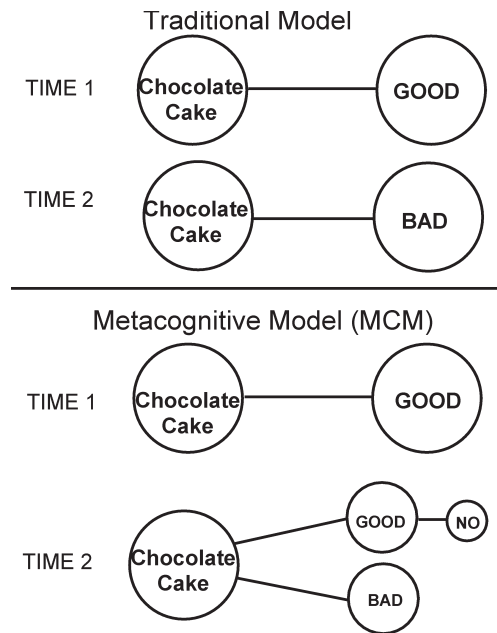 Traditional Model
TIME 1
Chocolate
Cake
GOOD
TIME 2
Chocolate
Cake
BAD
Metacognitive Model (MCM)
TIME 1
Chocolate
Cake
GOOD
TIME 2
Chocolate
Cake
GOOD
NO
BAD